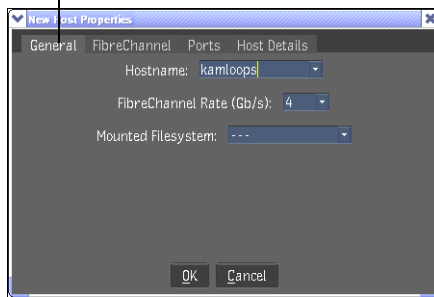 New Host Properties
General FibreChannel Ports Host Details
Hostname: kamloops
FibreChannel Rate (Gb/s): 4
Mounted Filesystem: ---
OK Cancel